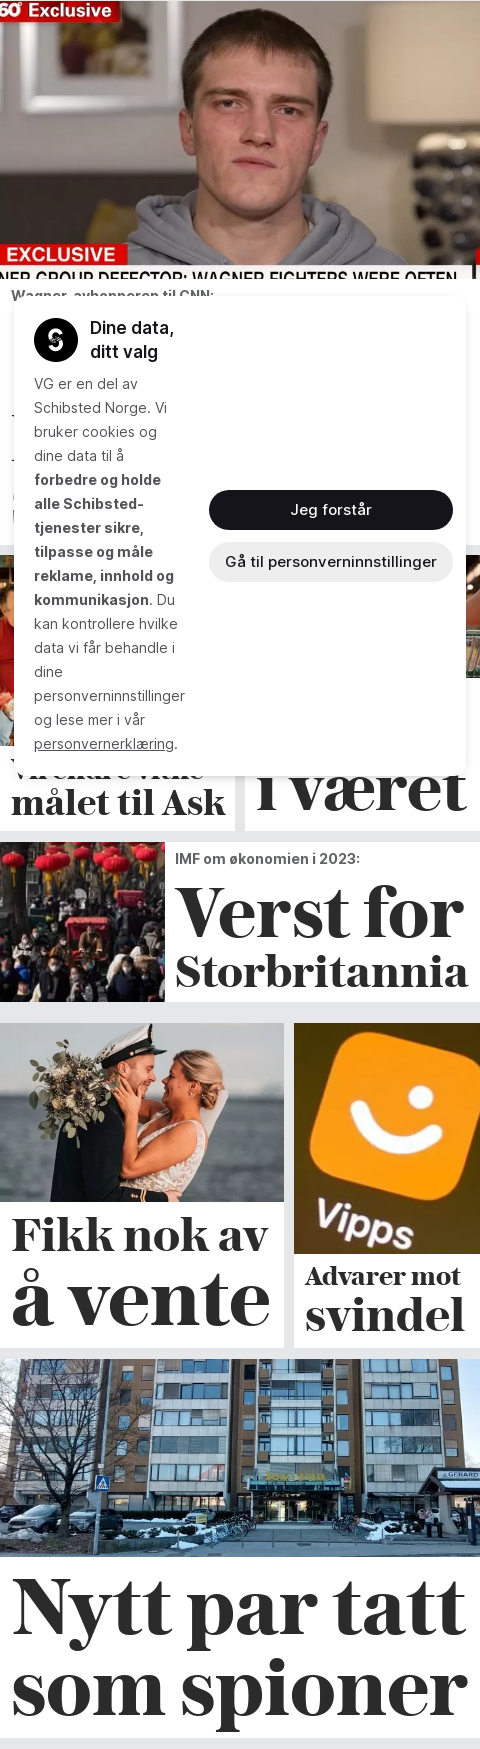 60° Exclusive
EXCLUSIVE
NER GROUP DEFECTOR: WAGNER FIGHTERS WERE OFTEN
Wagner-avhopperen til CNN:
Dine data,
ditt valg
VG er en del av
Schibsted Norge. Vi
bruker cookies og
dine data til å
forbedre og holde
alle Schibsted-
tjenester sikre,
tilpasse og måle
reklame, innhold og
kommunikasjon. Du
kan kontrollere hvilke
data vi får behandle i
dine
personverninnstillinger
og lese mer i vår
personvernerklæring.
Jeg forstår
Gå til personverninnstillinger
målet til Ask
i været
IMF om økonomien i 2023:
Verst for
Storbritannia
Fikk nok av
å vente
Vipps
Advarer mot
svindel
GERARD
Nytt par tatt
som spioner